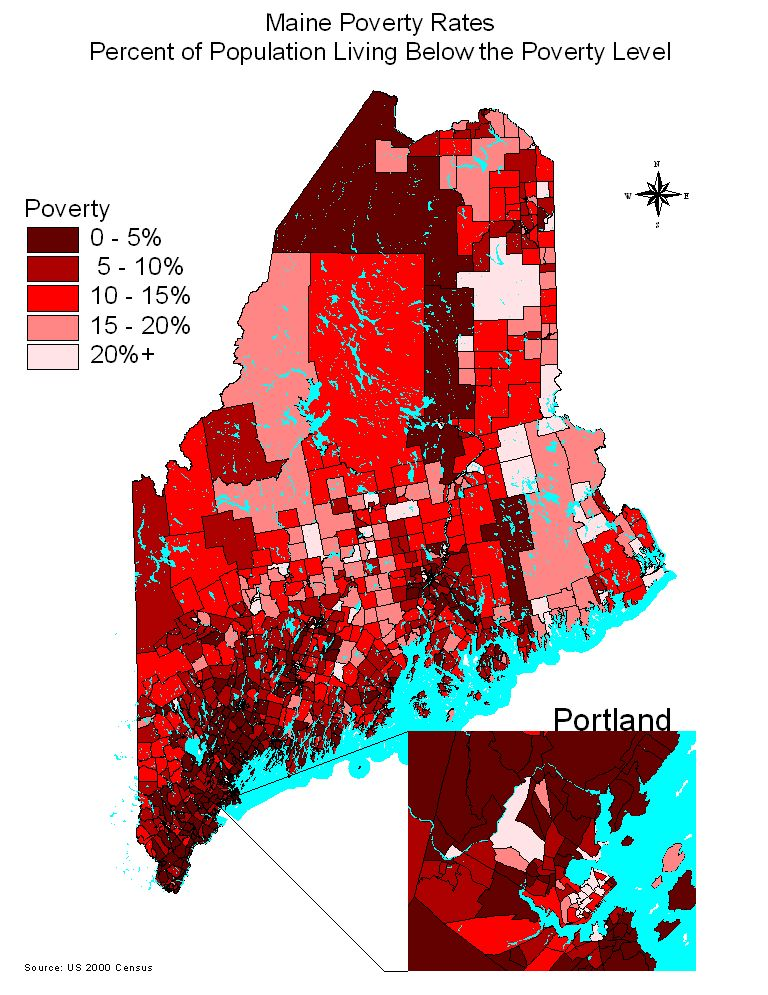 Maine Poverty Rates
Percent of Population Living Below the Poverty Level
N
W
E
S
Poverty
0 - 5%
5 - 10%
10 - 15%
15 - 20%
20%+
Portland
Source: US 2000 Census